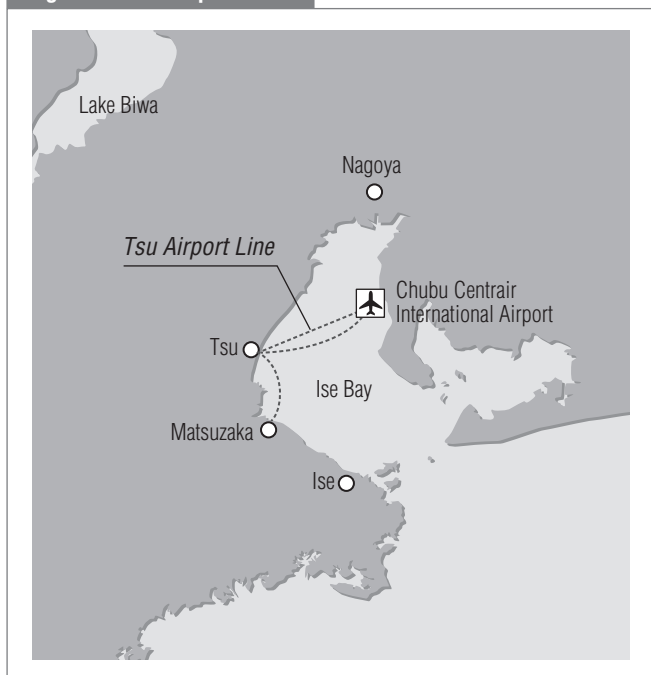 Lake Biwa
Nagoya
Tsu Airport Line
Chubu Centrair
International Airport
Tsu
Ise Bay
Matsuzaka
Ise